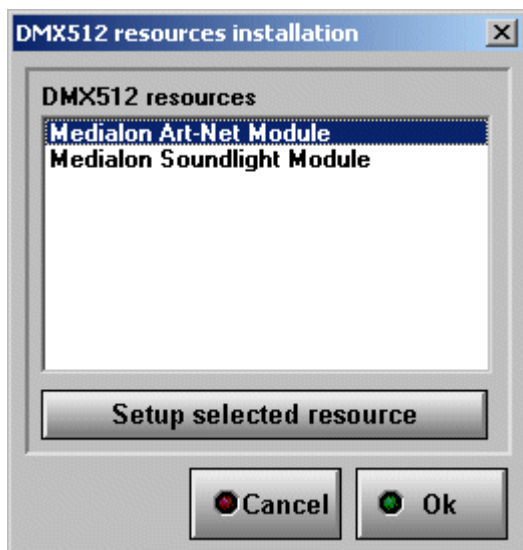 DMX512 resources installation
DMX512 resources
Medialon Art-Net Module
Medialon Soundlight Module
Setup selected resource
Cancel
Ok